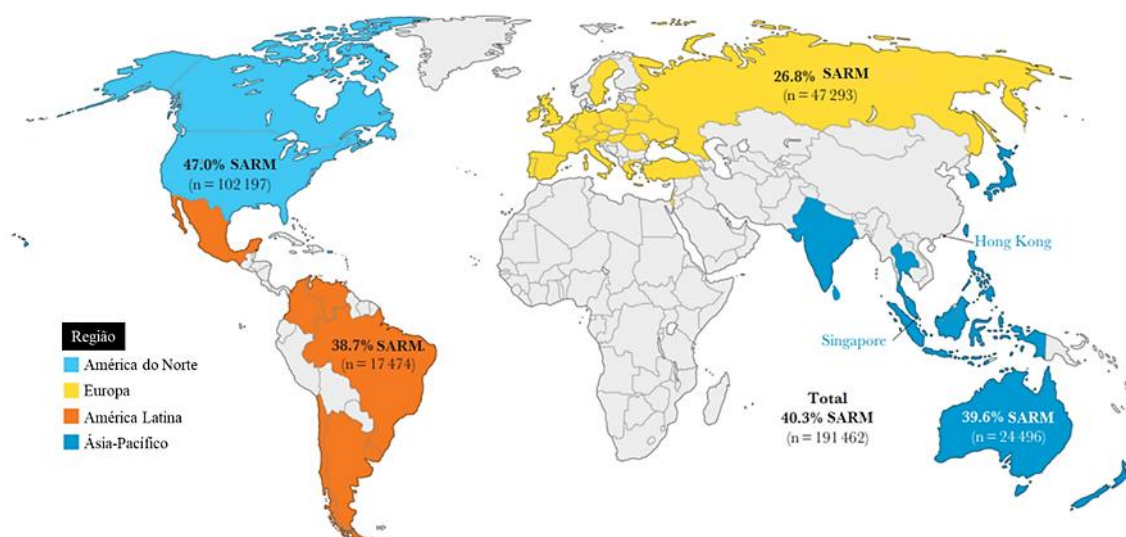 26.8% SARM
(n = 47 293)
47.0% SARM
(n = 102 197)
Hong Kong
Singapore
38.7% SARM.
(n = 17 474)
Total
40.3% SARM
(n = 191 462)
39.6% SARM
(n = 24 496)
Região
América do Norte
Europa
América Latina
Ásia-Pacífico